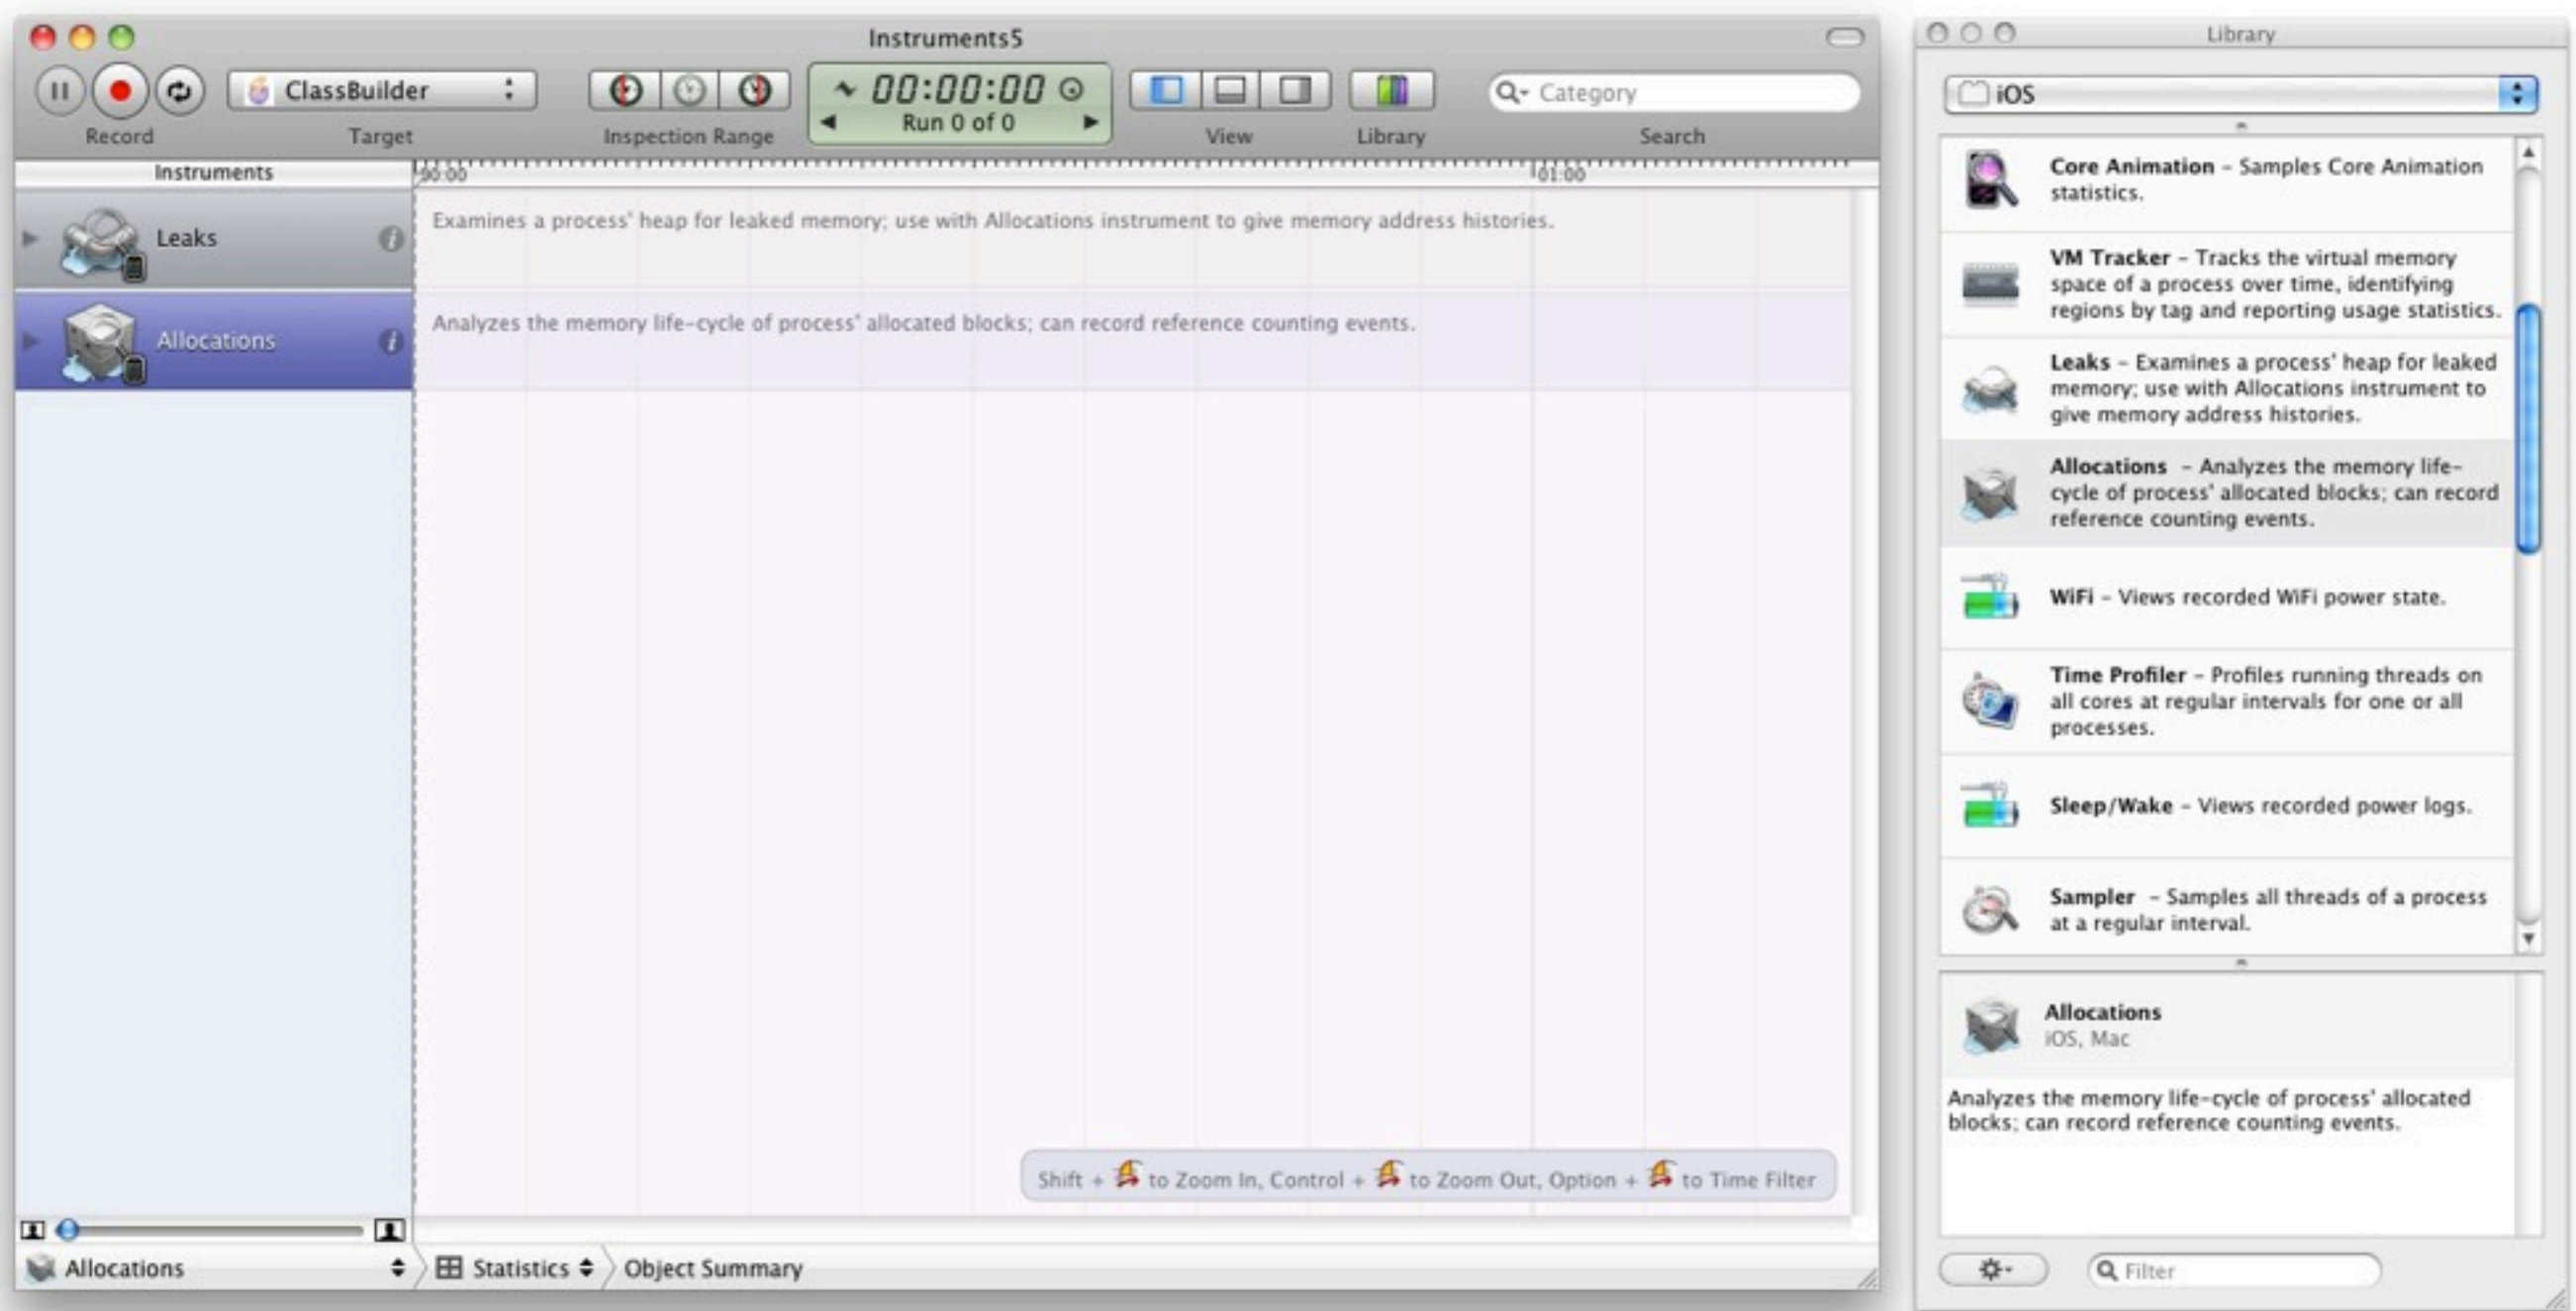 Instruments5
ClassBuilder
00:00:00
Run 0 of 0
Category
Record
Target
Inspection Range
View
Library
Search
Instruments
00:00
01:00
Leaks
Examines a process' heap for leaked memory; use with Allocations instrument to give memory address histories.
Allocations
Analyzes the memory life-cycle of process' allocated blocks; can record reference counting events.
Shift + to Zoom In, Control + to Zoom Out, Option + to Time Filter
Allocations
Statistics
Object Summary
Library
iOS
Core Animation – Samples Core Animation
statistics.
VM Tracker – Tracks the virtual memory
space of a process over time, identifying
regions by tag and reporting usage statistics.
Leaks – Examines a process' heap for leaked
memory; use with Allocations instrument to
give memory address histories.
Allocations – Analyzes the memory life-
cycle of process' allocated blocks; can record
reference counting events.
WiFi – Views recorded WiFi power state.
Time Profiler – Profiles running threads on
all cores at regular intervals for one or all
processes.
Sleep/Wake – Views recorded power logs.
Sampler – Samples all threads of a process
at a regular interval.
Allocations
iOS, Mac
Analyzes the memory life-cycle of process' allocated
blocks; can record reference counting events.
Filter